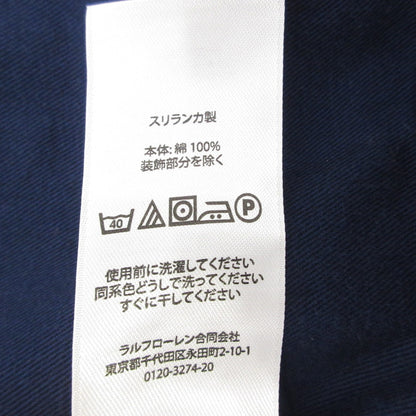 スリランカ製
本体: 綿 100%
装飾部分を除く
40 P
使用前に洗濯してください
同系色どうしで洗ってください
すぐに干してください
ラルフローレン合同会社
東京都千代田区永田町2-10-1
0120-3274-20